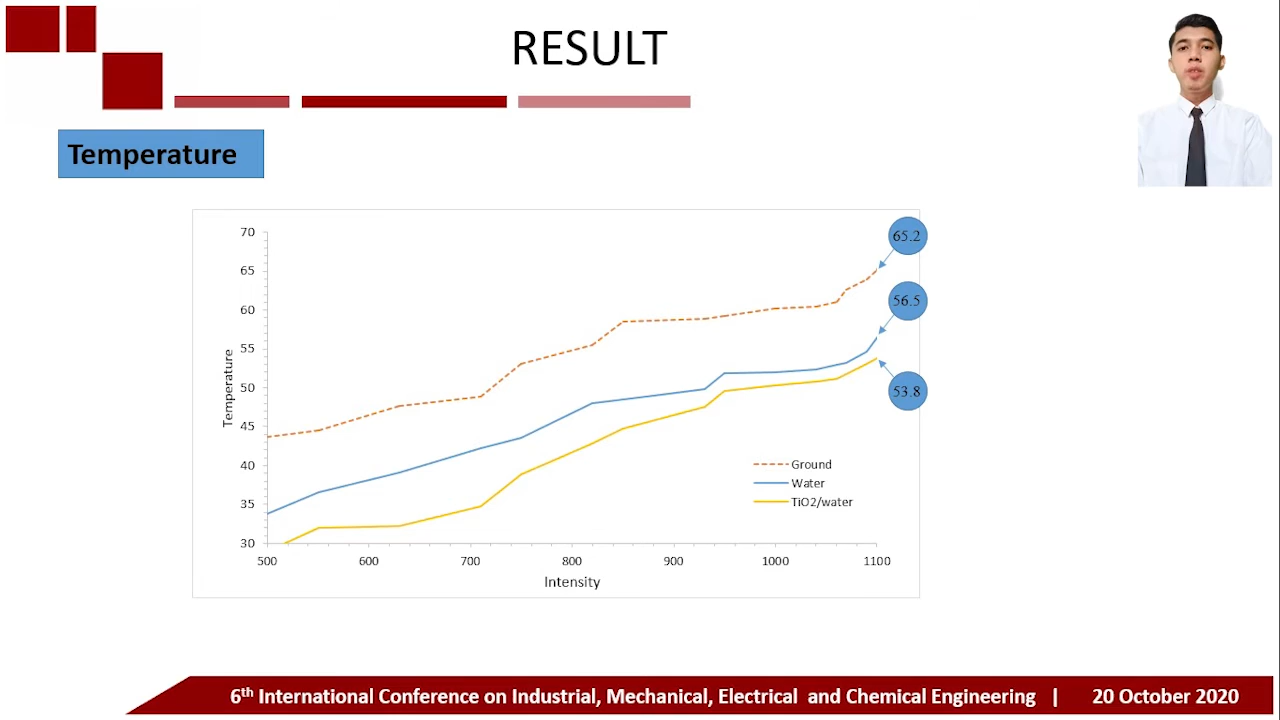 RESULT
Temperature
70
65
60
55
50
45
40
35
30
Temperature
500 600 700 800 900 1000 1100
Intensity
65.2
56.5
53.8
Ground
Water
TiO2/water
6th International Conference on Industrial, Mechanical, Electrical and Chemical Engineering | 20 October 2020